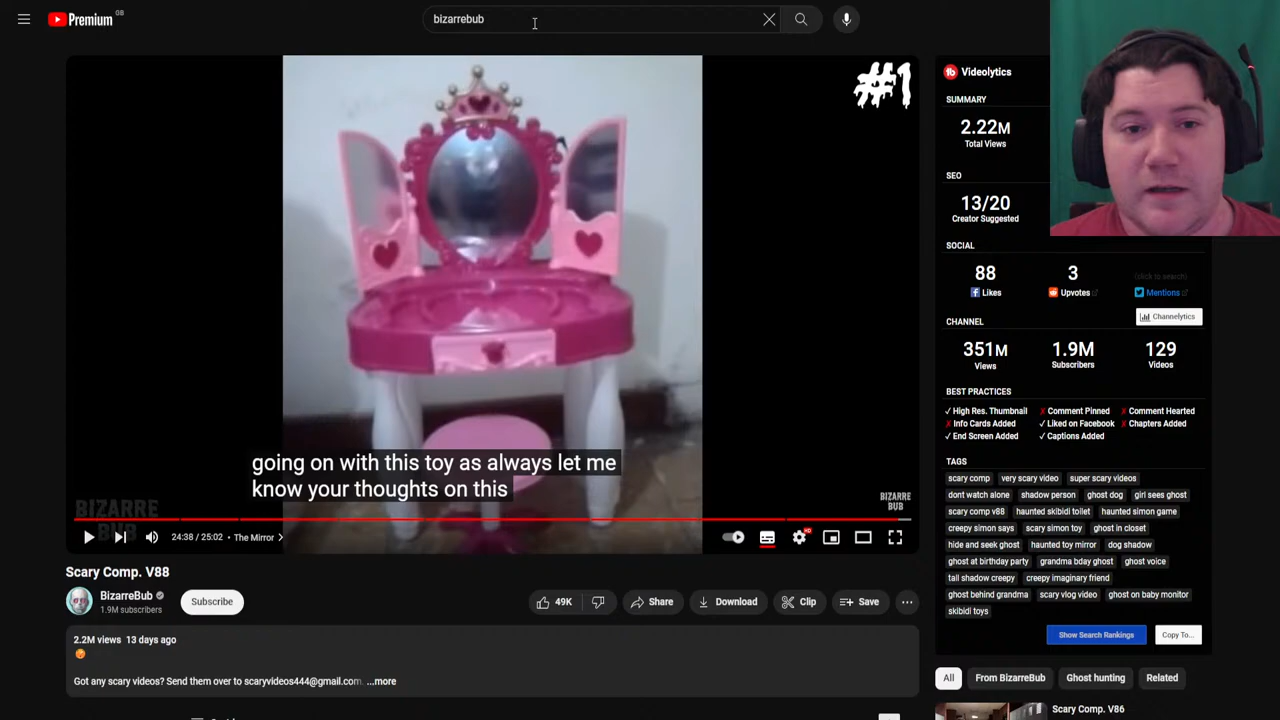 Premium GB
bizarrebub
#1
going on with this toy as always let me
know your thoughts on this
BIZARRE
BUB
BIZARRE
BUB
24:38 / 25:02 • The Mirror >
HD
Scary Comp. V88
BizarreBub
1.9M subscribers
Subscribe
49K
Share
Download
Clip
Save
2.2M views 13 days ago
Got any scary videos? Send them over to scaryvideos444@gmail.com. ...more
tb Videolytics
SUMMARY
2.22M
Total Views
SEO
13/20
Creator Suggested
SOCIAL
88
Likes
3
Upvotes
(click to search)
Mentions
Channelytics
CHANNEL
351M
Views
1.9M
Subscribers
129
Videos
BEST PRACTICES
✓ High Res. Thumbnail ✗ Comment Pinned ✗ Comment Hearted
✗ Info Cards Added ✓ Liked on Facebook ✗ Chapters Added
✓ End Screen Added ✓ Captions Added
TAGS
scary comp very scary video super scary videos
dont watch alone shadow person ghost dog girl sees ghost
scary comp v88 haunted skibidi toilet haunted simon game
creepy simon says scary simon toy ghost in closet
hide and seek ghost haunted toy mirror dog shadow
ghost at birthday party grandma bday ghost ghost voice
tall shadow creepy creepy imaginary friend
ghost behind grandma scary vlog video ghost on baby monitor
skibidi toys
Show Search Rankings Copy To...
All From BizarreBub Ghost hunting Related
Scary Comp. V86